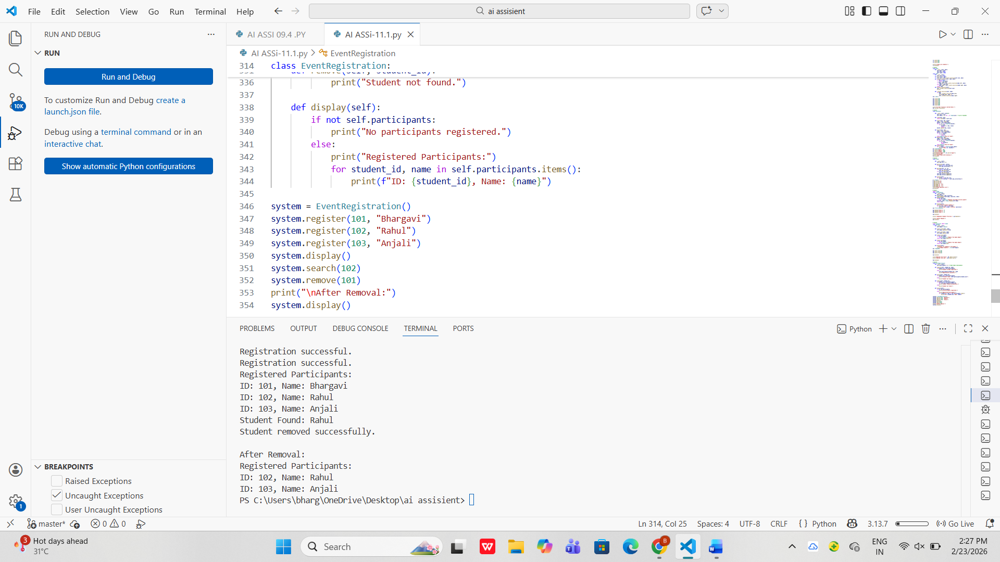 File Edit Selection View Go Run Terminal Help
ai assisient
RUN AND DEBUG
RUN
Run and Debug
To customize Run and Debug create a
launch.json file.
Debug using a terminal command or in an
interactive chat.
Show automatic Python configurations
10K
1
BREAKPOINTS
Raised Exceptions
Uncaught Exceptions
User Uncaught Exceptions
AI ASSI 09.4 .PY
AI ASSi-11.1.py
AI ASSi-11.1.py > EventRegistration
314 class EventRegistration:
336 print("Student not found.")
337
338 def display(self):
339 if not self.participants:
340 print("No participants registered.")
341 else:
342 print("Registered Participants:")
343 for student_id, name in self.participants.items():
344 print(f"ID: {student_id}, Name: {name}")
345
346 system = EventRegistration()
347 system.register(101, "Bhargavi")
348 system.register(102, "Rahul")
349 system.register(103, "Anjali")
350 system.display()
351 system.search(102)
352 system.remove(101)
353 print("\nAfter Removal:")
354 system.display()
PROBLEMS OUTPUT DEBUG CONSOLE TERMINAL PORTS
Python
Registration successful.
Registration successful.
Registered Participants:
ID: 101, Name: Bhargavi
ID: 102, Name: Rahul
ID: 103, Name: Anjali
Student Found: Rahul
Student removed successfully.
After Removal:
Registered Participants:
ID: 102, Name: Rahul
ID: 103, Name: Anjali
PS C:\Users\bharg\OneDrive\Desktop\ai assisient>
master* 0 0
Ln 314, Col 25 Spaces: 4 UTF-8 CRLF { } Python 3.13.7 Go Live
3
Hot days ahead
31°C
Search
ENG
IN
2:27 PM
2/23/2026